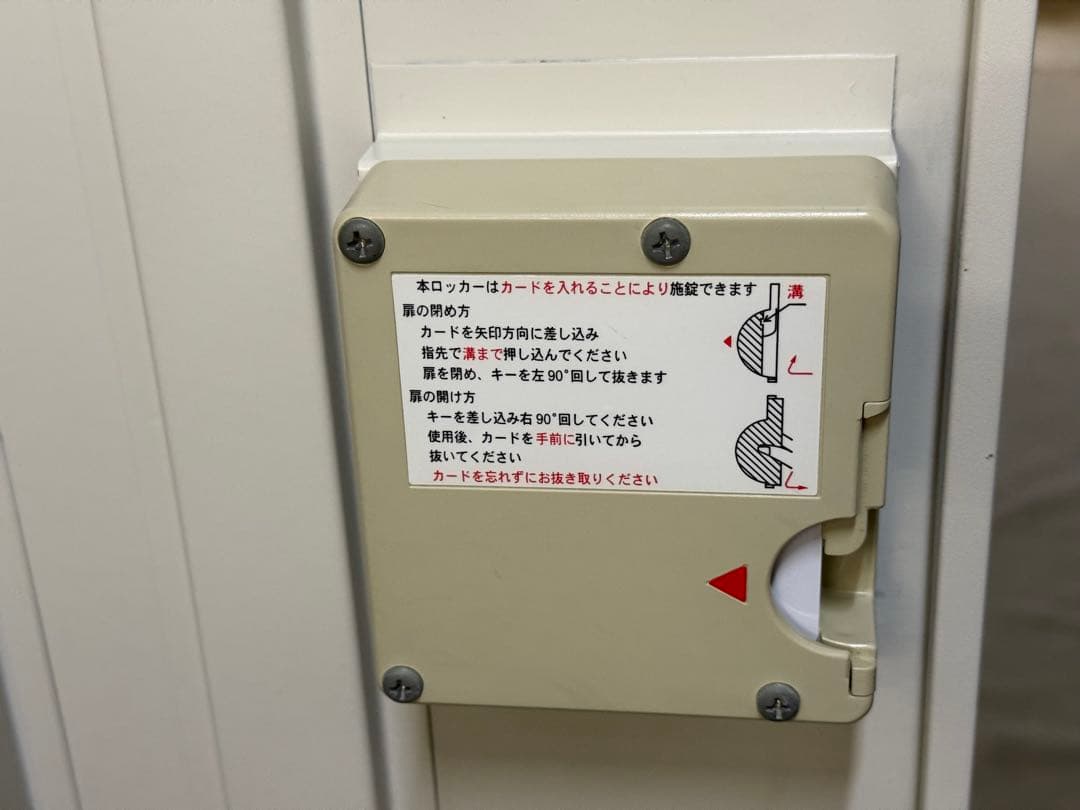 本ロッカーはカードを入れることにより施錠できます
溝
扉の閉め方
カードを矢印方向に差し込み
指先で溝まで押し込んでください
扉を閉め、キーを左90°回して抜きます
扉の開け方
キーを差し込み右90°回してください
使用後、カードを手前に引いてから
抜いてください
カードを忘れずにお抜き取りください